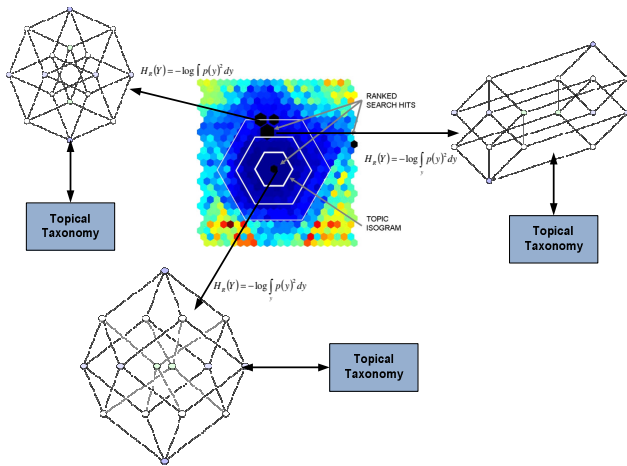 H_R(Y) = −log ∫ p(y)² dy
RANKED
SEARCH HITS
H_R(Y) = −log ∫_y p(y)² dy
Topical
Taxonomy
TOPIC
ISOGRAM
Topical
Taxonomy
H_R(Y) = −log ∫_y p(y)² dy
Topical
Taxonomy